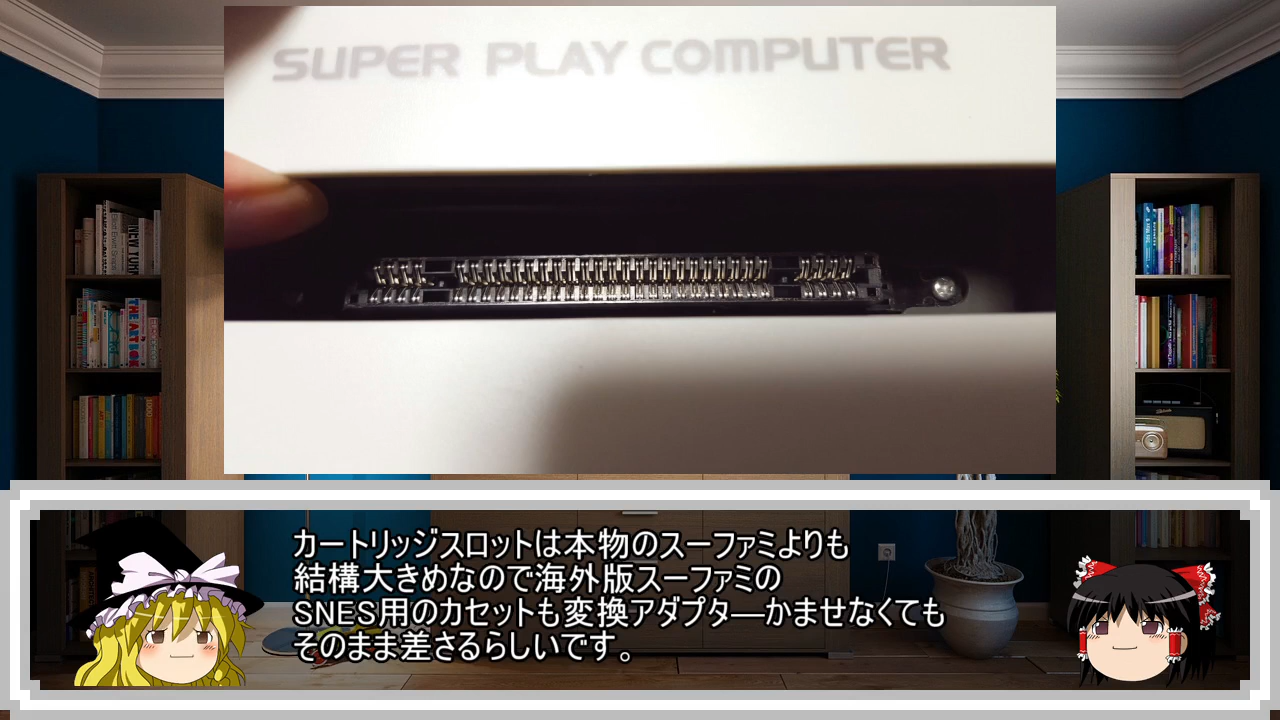 SUPER PLAY COMPUTER
カートリッジスロットは本物のスーファミよりも
結構大きめなので海外版スーファミの
SNES用のカセットも変換アダプタ―かませなくても
そのまま差さるらしいです。